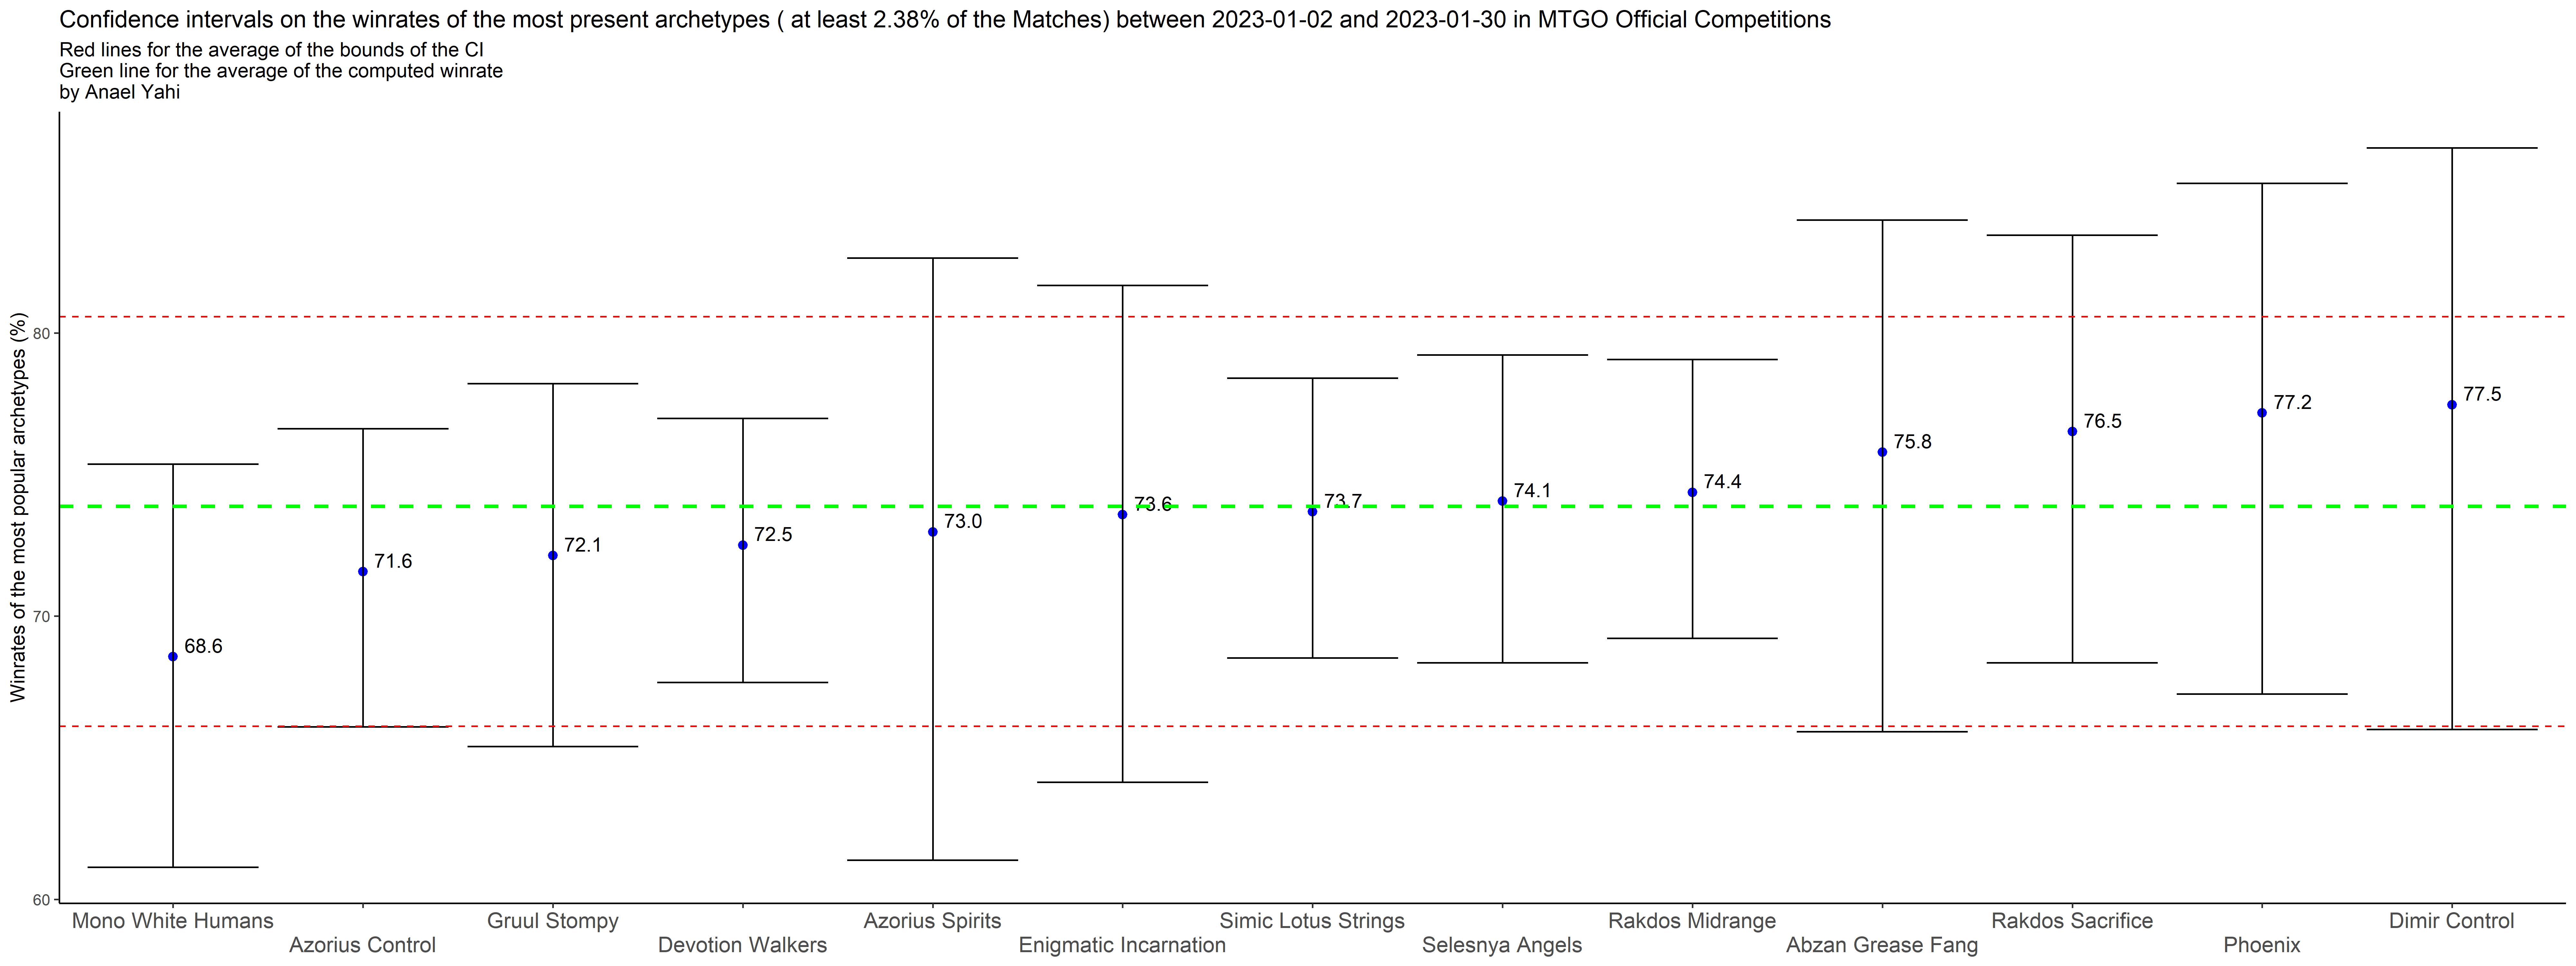 Confidence intervals on the winrates of the most present archetypes ( at least 2.38% of the Matches) between 2023-01-02 and 2023-01-30 in MTGO Official Competitions
Red lines for the average of the bounds of the CI
Green line for the average of the computed winrate
by Anael Yahi
Winrates of the most popular archetypes (%)
80
70
60
68.6
71.6
72.1
72.5
73.0
73.6
73.7
74.1
74.4
75.8
76.5
77.2
77.5
Mono White Humans
Azorius Control
Gruul Stompy
Devotion Walkers
Azorius Spirits
Enigmatic Incarnation
Simic Lotus Strings
Selesnya Angels
Rakdos Midrange
Abzan Grease Fang
Rakdos Sacrifice
Phoenix
Dimir Control